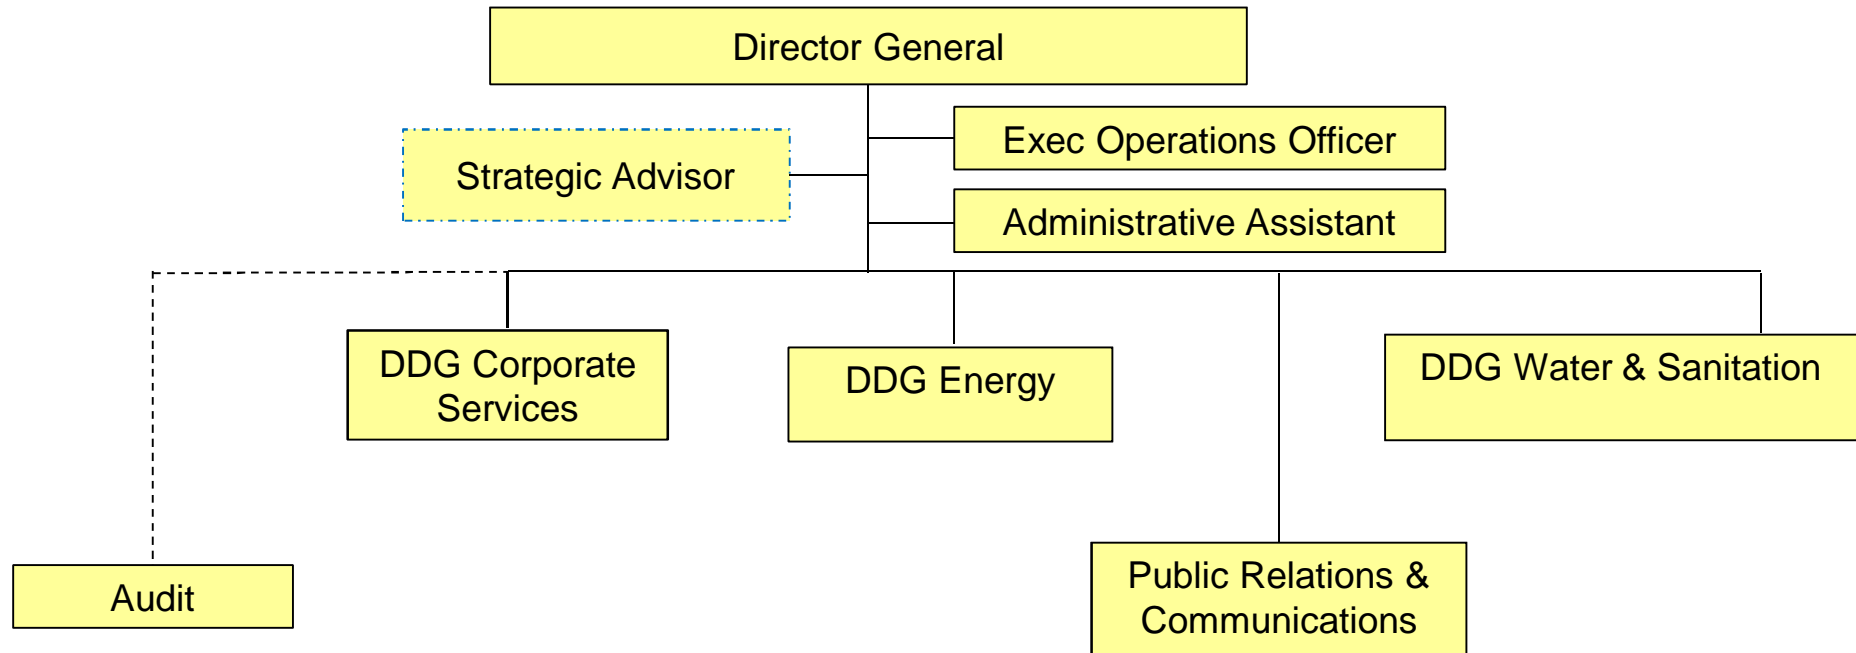 Director General
Exec Operations Officer
Strategic Advisor
Administrative Assistant
DDG Corporate
Services
DDG Energy
DDG Water & Sanitation
Audit
Public Relations &
Communications